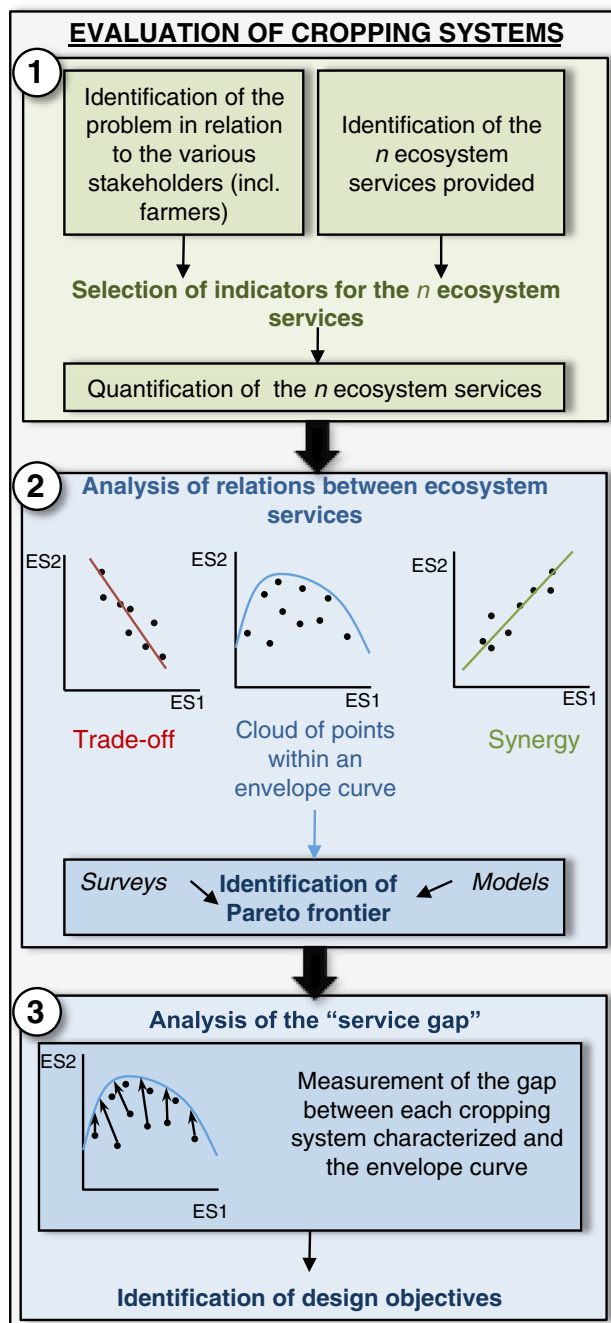 EVALUATION OF CROPPING SYSTEMS
1
Identification of the
problem in relation
to the various
stakeholders (incl.
farmers)
Identification of the
n ecosystem
services provided
Selection of indicators for the n ecosystem
services
Quantification of the n ecosystem services
2
Analysis of relations between ecosystem
services
ES2
ES1
Trade-off
ES2
ES1
Cloud of points
within an
envelope curve
ES2
ES1
Synergy
Surveys
Identification of
Pareto frontier
Models
3
Analysis of the “service gap”
ES2
ES1
Measurement of the gap
between each cropping
system characterized and
the envelope curve
Identification of design objectives